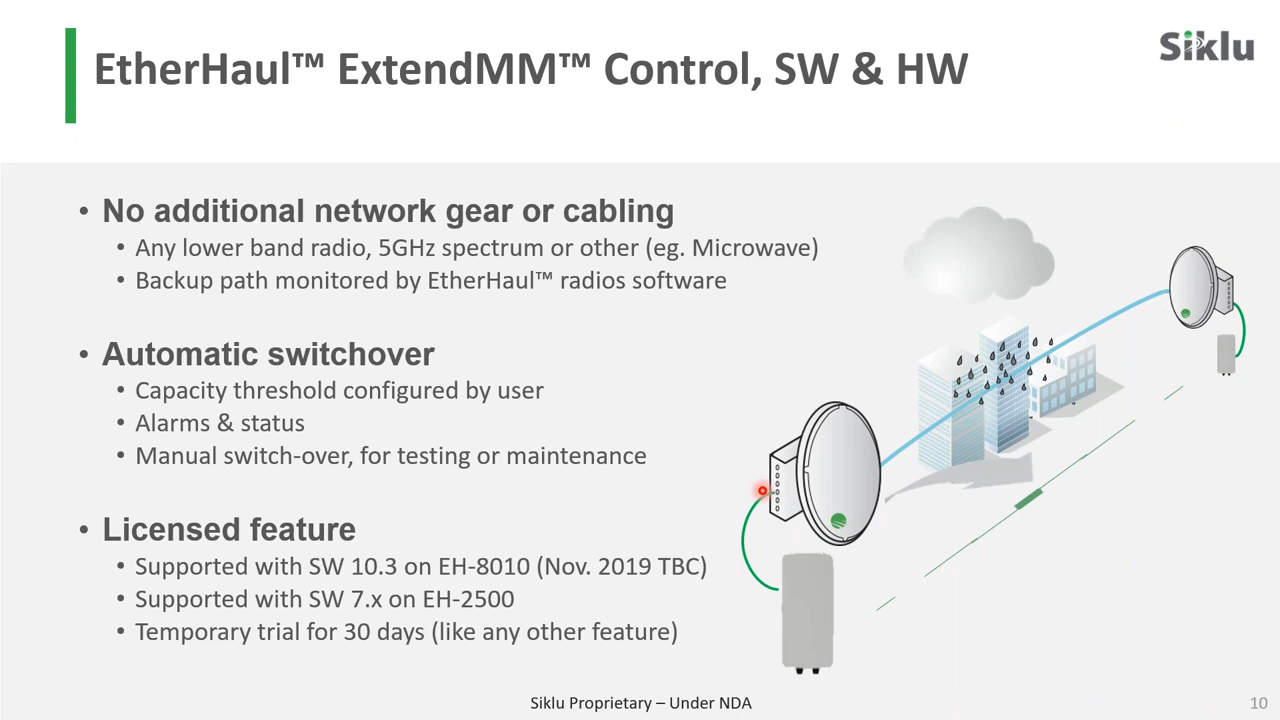 EtherHaul™ ExtendMM™ Control, SW & HW
Siklu
• No additional network gear or cabling
• Any lower band radio, 5GHz spectrum or other (eg. Microwave)
• Backup path monitored by EtherHaul™ radios software
• Automatic switchover
• Capacity threshold configured by user
• Alarms & status
• Manual switch-over, for testing or maintenance
• Licensed feature
• Supported with SW 10.3 on EH-8010 (Nov. 2019 TBC)
• Supported with SW 7.x on EH-2500
• Temporary trial for 30 days (like any other feature)
Siklu Proprietary – Under NDA
10